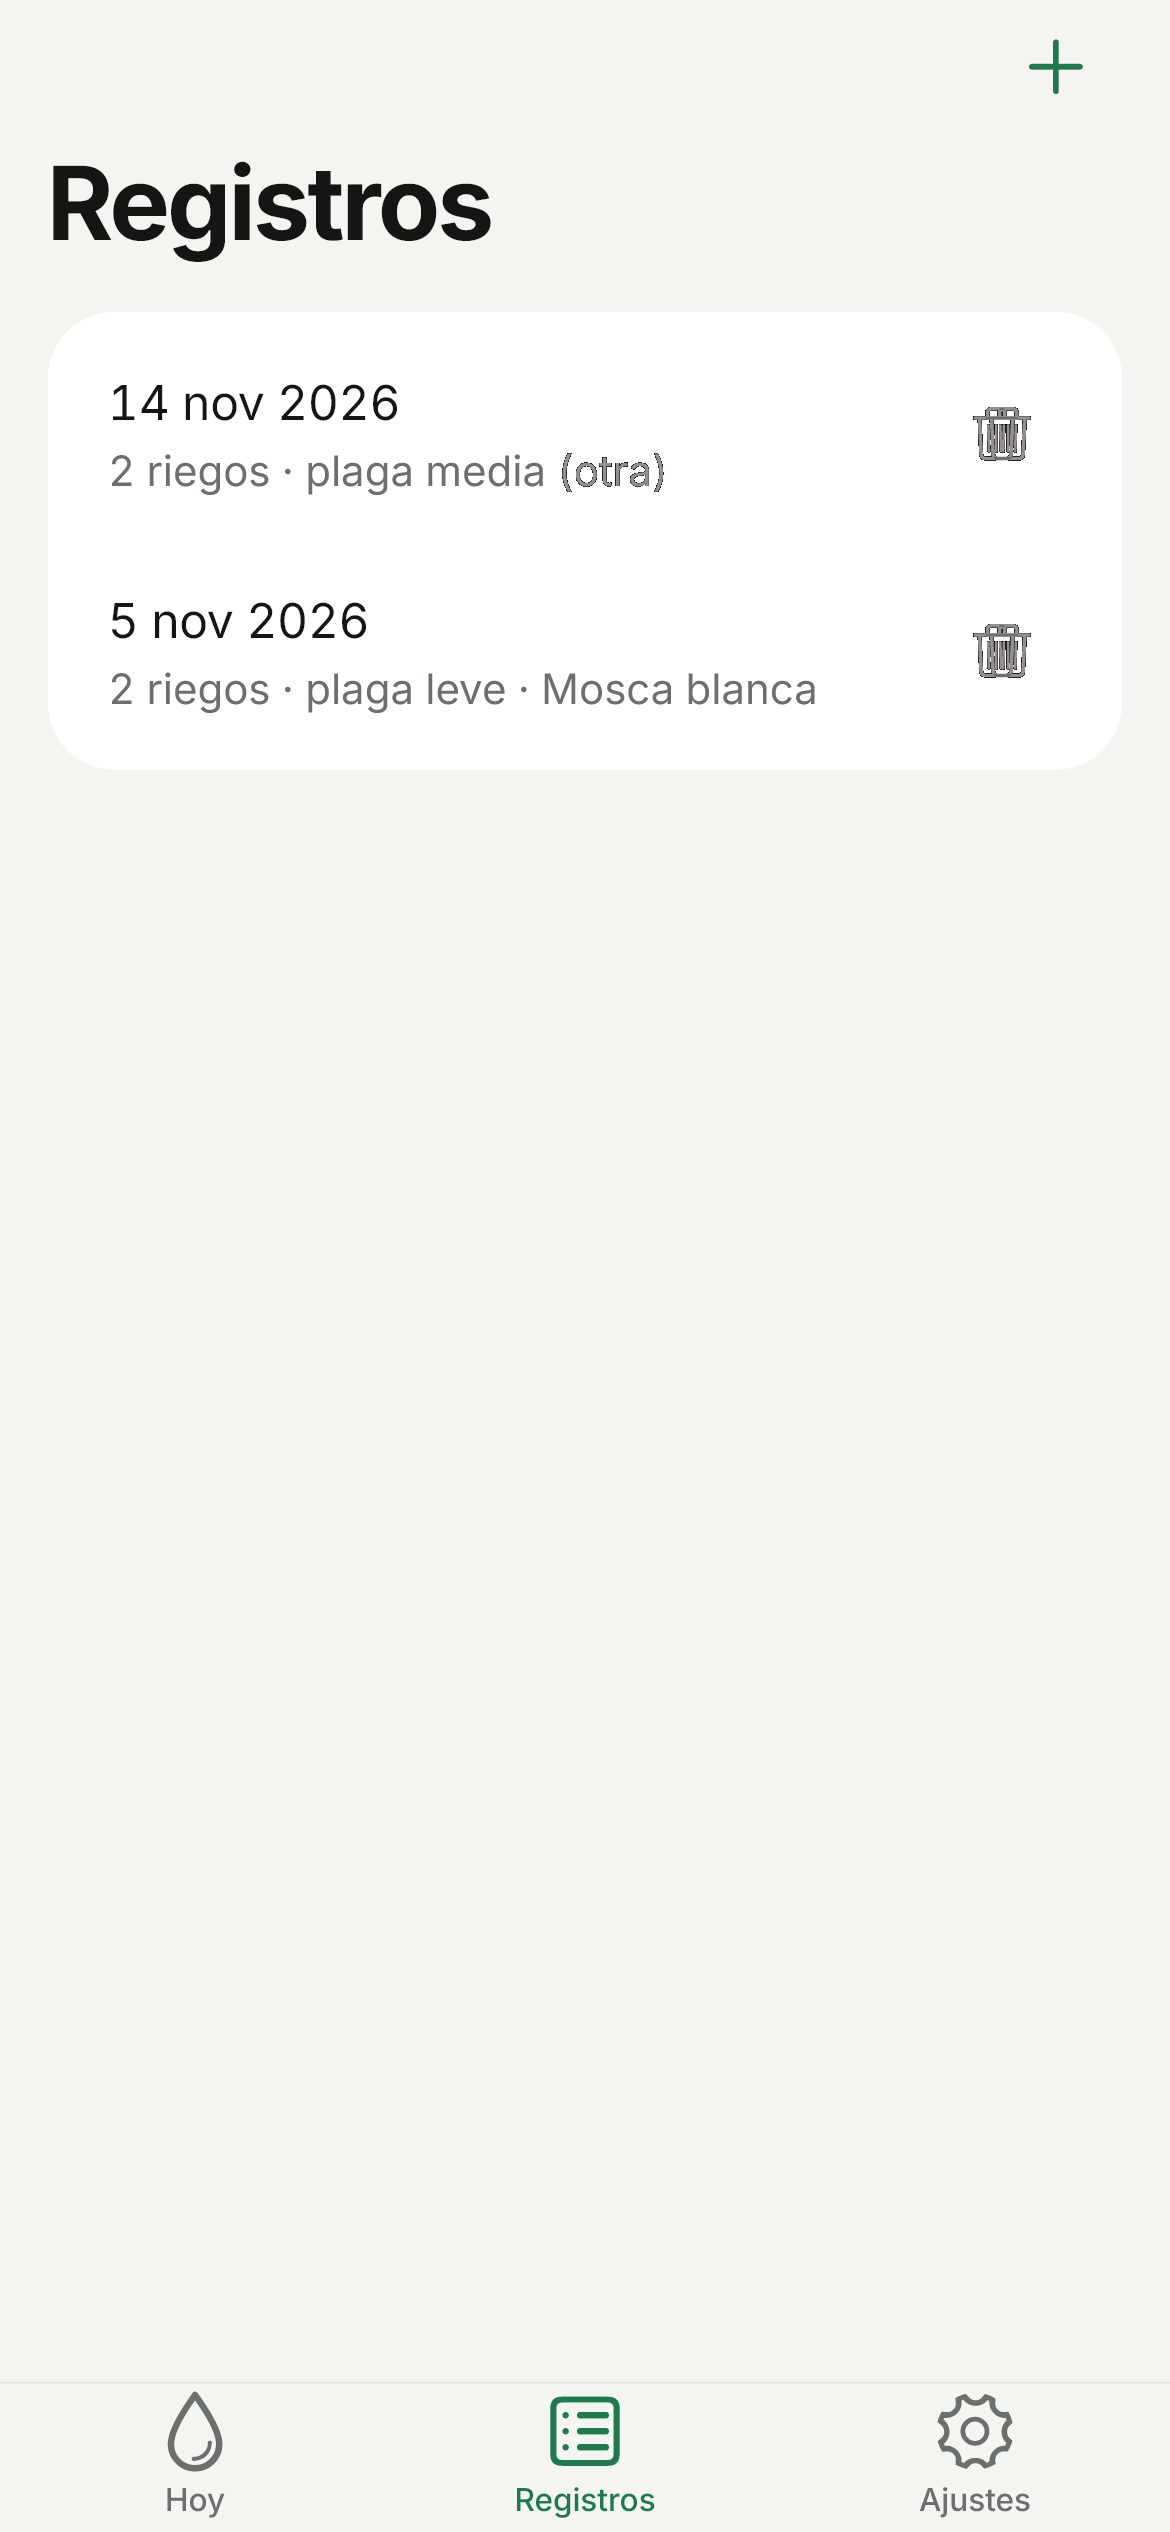 Registros
14 nov 2026
2 riegos · plaga media (otra)
5 nov 2026
2 riegos · plaga leve · Mosca blanca
Hoy
Registros
Ajustes